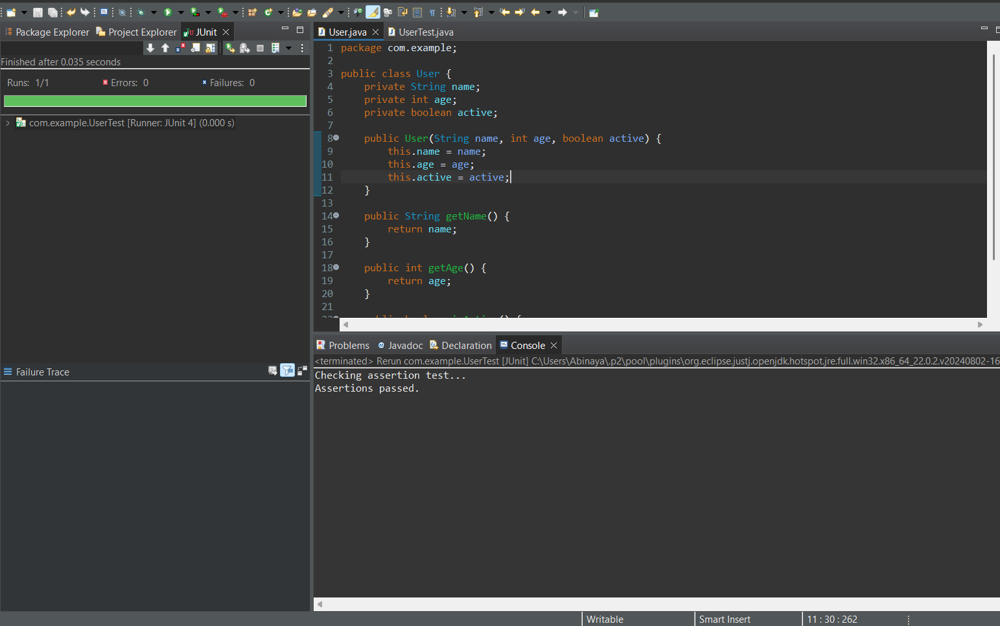 Package Explorer Project Explorer JUnit
Finished after 0.035 seconds
Runs: 1/1 Errors: 0 Failures: 0
com.example.UserTest [Runner: JUnit 4] (0.000 s)
Failure Trace
User.java UserTest.java
1 package com.example;
2
3 public class User {
4 private String name;
5 private int age;
6 private boolean active;
7
8 public User(String name, int age, boolean active) {
9 this.name = name;
10 this.age = age;
11 this.active = active;
12 }
13
14 public String getName() {
15 return name;
16 }
17
18 public int getAge() {
19 return age;
20 }
21
Problems Javadoc Declaration Console
<terminated> Rerun com.example.UserTest [JUnit] C:\Users\Abinaya\.p2\pool\plugins\org.eclipse.justj.openjdk.hotspot.jre.full.win32.x86_64_22.0.2.v20240802-16
Checking assertion test...
Assertions passed.
Writable Smart Insert 11 : 30 : 262